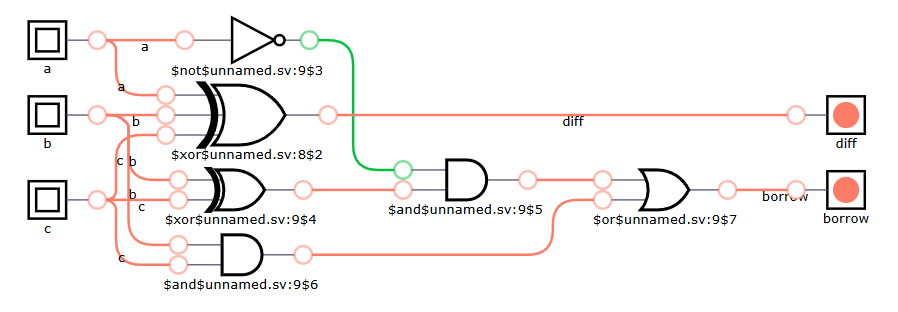 a
a
$not$unnamed.sv:9$3
a
b
b
$xor$unnamed.sv:8$2
diff
diff
c
b
b
c
c
$xor$unnamed.sv:9$4
$and$unnamed.sv:9$5
$or$unnamed.sv:9$7
borrow
borrow
c
$and$unnamed.sv:9$6